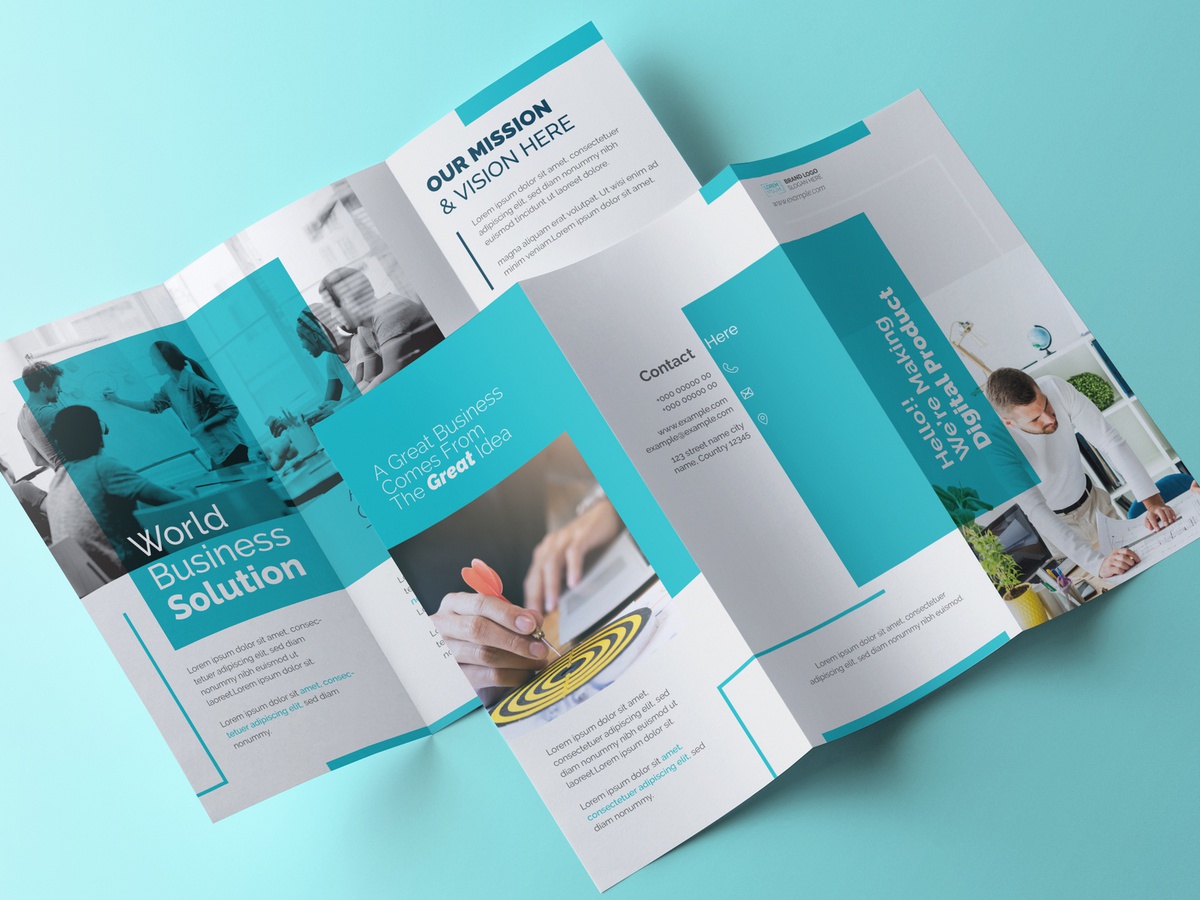 OUR MISSION
& VISION HERE
Lorem ipsum dolor sit amet, consectetuer
adipiscing elit, sed diam nonummy nibh
euismod tincidunt ut laoreet dolore.
magna aliquam erat volutpat. Ut wisi enim ad
minim veniam.Lorem ipsum dolor sit amet.
World
Business
Solution
Lorem ipsum dolor sit amet, consec-
tetuer adipiscing elit, sed diam
nonummy nibh euismod ut
laoreet.Lorem ipsum dolor sit.
Lorem ipsum dolor sit amet, consec-
tetuer adipiscing elit, sed diam
nonummy.
A Great Business
Comes From
The Great Idea
Lorem ipsum dolor sit amet,
consectetuer adipiscing elit, sed
diam nonummy nibh euismod ut
laoreet.Lorem ipsum dolor sit.
Lorem ipsum dolor sit amet,
consectetuer adipiscing elit, sed
diam nonummy.
Contact Here
+000 00000 00
+000 00000 00
www.example.com
example@example.com
123 street name city
name, Country 12345
Lorem ipsum dolor sit amet, consectetuer
adipiscing elit, sed diam nonummy nibh euismod.
BRAND LOGO
SLOGAN HERE
www.example.com
Hello!!
We're Making
Digital Product